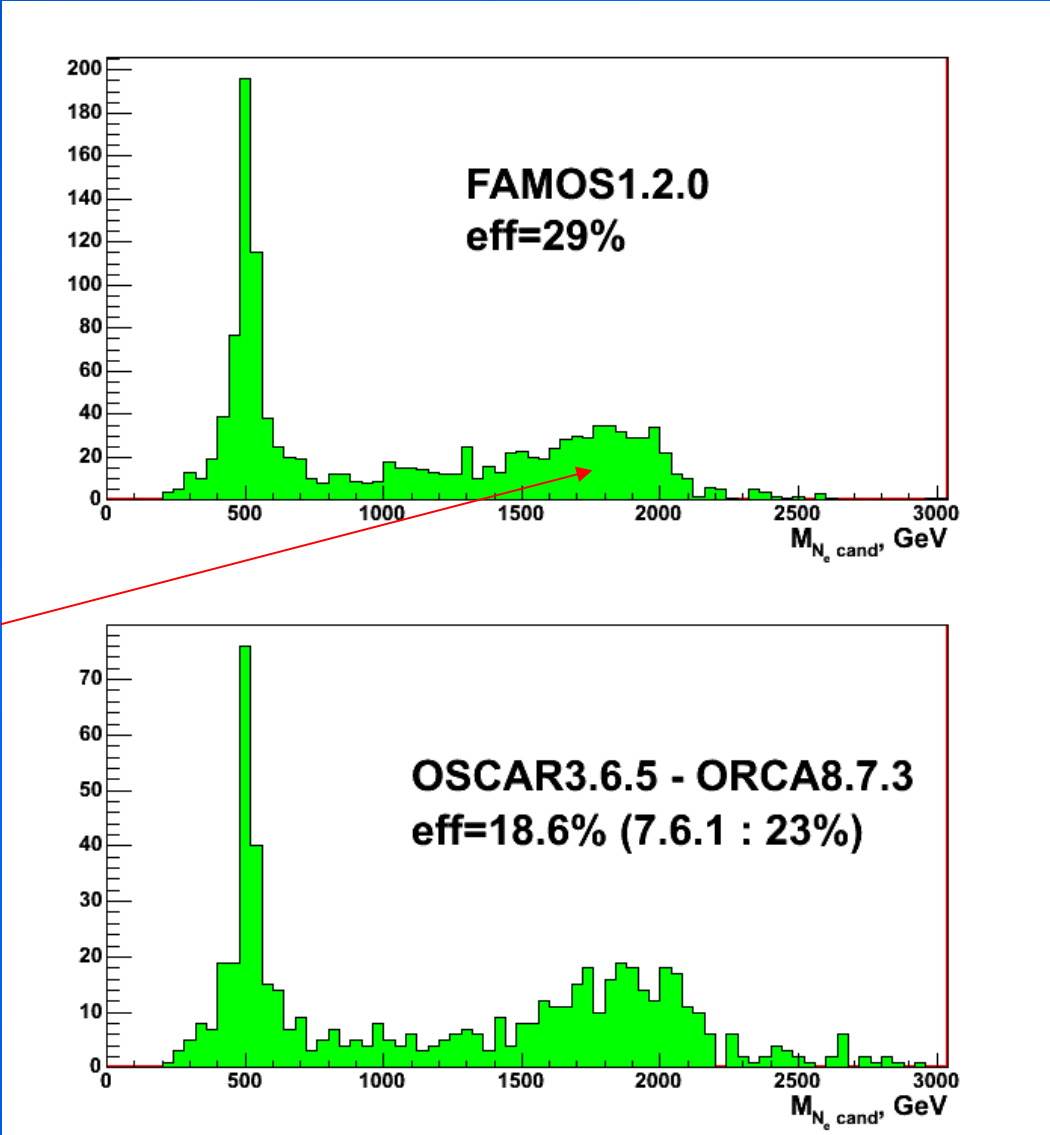 200
180
160
140
120
100
80
60
40
20
0
FAMOS1.2.0
eff=29%
0 500 1000 1500 2000 2500 3000
M_{N_e cand}, GeV
70
60
50
40
30
20
10
0
OSCAR3.6.5 - ORCA8.7.3
eff=18.6% (7.6.1 : 23%)
0 500 1000 1500 2000 2500 3000
M_{N_e cand}, GeV